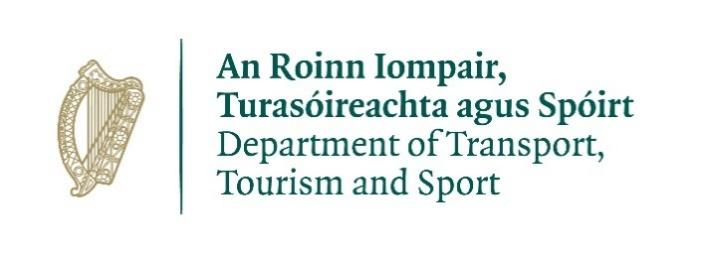 An Roinn Iompair,
Turasóireachta agus Spóirt
Department of Transport,
Tourism and Sport